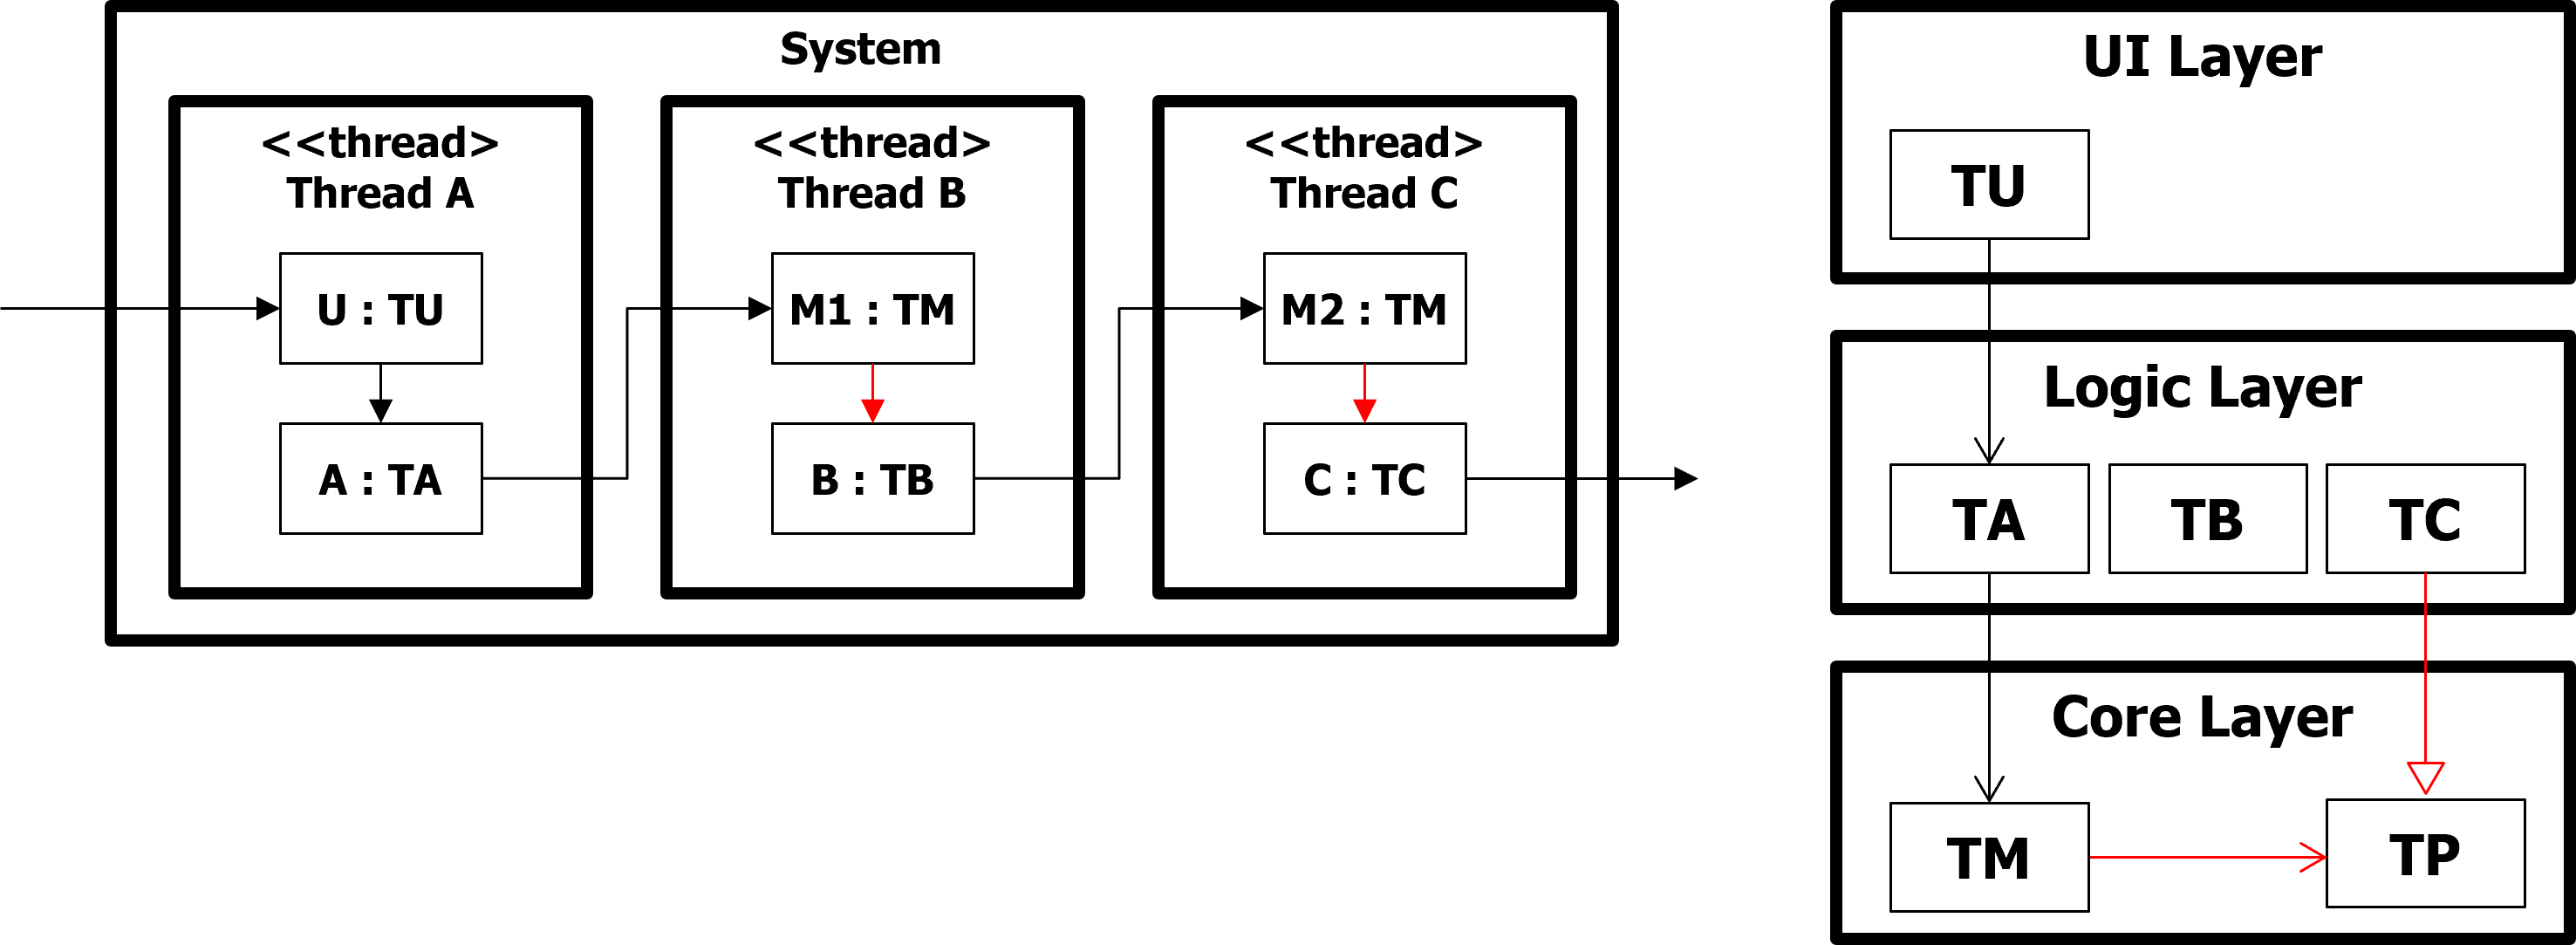 System
<<thread>
Thread A
U : TU
A : TA
<<thread>
Thread B
M1 : TM
B : TB
<<thread>
Thread C
M2 : TM
C : TC
UI Layer
TU
Logic Layer
TA
TB
TC
Core Layer
TM
TP